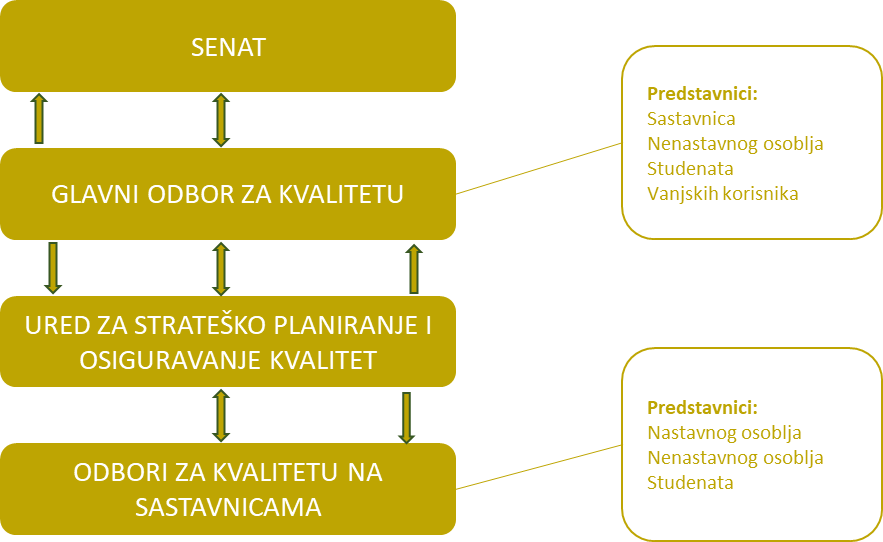 SENAT
GLAVNI ODBOR ZA KVALITETU
Predstavnici:
Sastavnica
Nenastavnog osoblja
Studenata
Vanjskih korisnika
URED ZA STRATEŠKO PLANIRANJE I
OSIGURAVANJE KVALITET
ODBORI ZA KVALITETU NA
SASTAVNICAMA
Predstavnici:
Nastavnog osoblja
Nenastavnog osoblja
Studenata